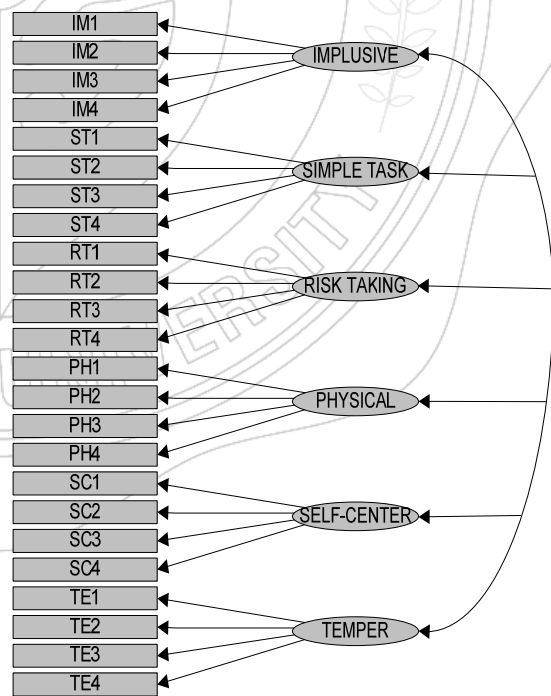 IM1
IM2
IM3
IM4
ST1
ST2
ST3
ST4
RT1
RT2
RT3
RT4
PH1
PH2
PH3
PH4
SC1
SC2
SC3
SC4
TE1
TE2
TE3
TE4
IMPLUSIVE
SIMPLE TASK
RISK TAKING
PHYSICAL
SELF-CENTER
TEMPER
UNIVERSITY